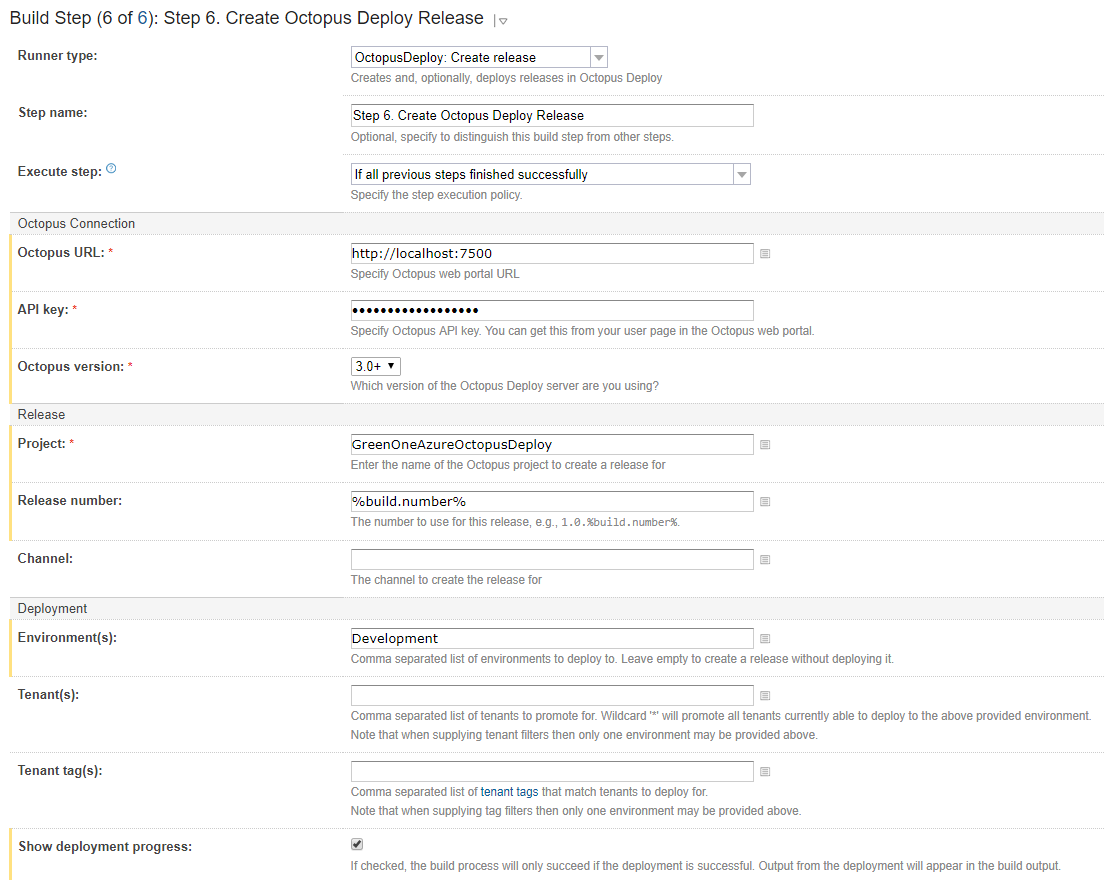 Build Step (6 of 6): Step 6. Create Octopus Deploy Release
Runner type:
OctopusDeploy: Create release
Creates and, optionally, deploys releases in Octopus Deploy
Step name:
Step 6. Create Octopus Deploy Release
Optional, specify to distinguish this build step from other steps.
Execute step:
If all previous steps finished successfully
Specify the step execution policy.
Octopus Connection
Octopus URL: *
http://localhost:7500
Specify Octopus web portal URL
API key: *
••••••••••••••••••
Specify Octopus API key. You can get this from your user page in the Octopus web portal.
Octopus version: *
3.0+
Which version of the Octopus Deploy server are you using?
Release
Project: *
GreenOneAzureOctopusDeploy
Enter the name of the Octopus project to create a release for
Release number:
%build.number%
The number to use for this release, e.g., 1.0.%build.number%.
Channel:
The channel to create the release for
Deployment
Environment(s):
Development
Comma separated list of environments to deploy to. Leave empty to create a release without deploying it.
Tenant(s):
Comma separated list of tenants to promote for. Wildcard '*' will promote all tenants currently able to deploy to the above provided environment.
Note that when supplying tenant filters then only one environment may be provided above.
Tenant tag(s):
Comma separated list of tenant tags that match tenants to deploy for.
Note that when supplying tag filters then only one environment may be provided above.
Show deployment progress:
If checked, the build process will only succeed if the deployment is successful. Output from the deployment will appear in the build output.